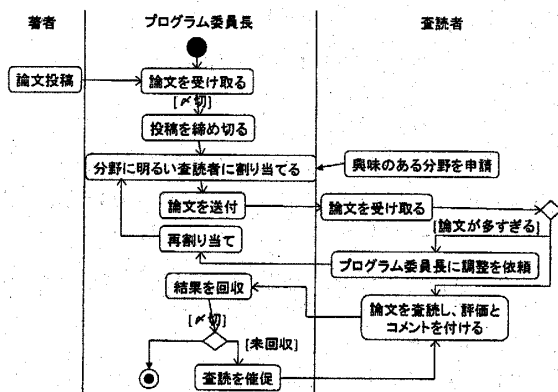 著者
プログラム委員長
査読者
論文投稿
論文を受け取る
[〆切]
投稿を締め切る
分野に明るい査読者に割り当てる
興味のある分野を申請
論文を送付
論文を受け取る
[論文が多すぎる]
再割り当て
プログラム委員長に調整を依頼
結果を回収
論文を査読し、評価と
コメントを付ける
[〆切]
[未回収]
査読を催促